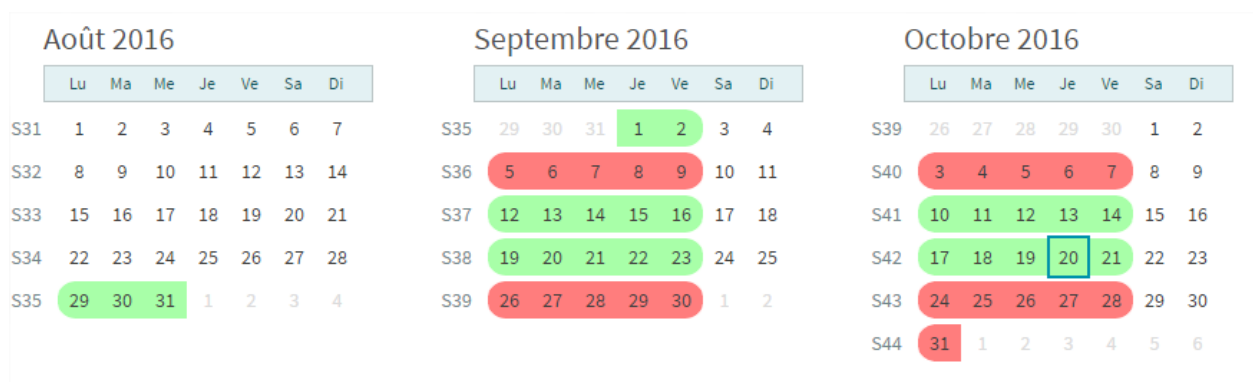 Août 2016
Lu Ma Me Je Ve Sa Di
S31 1 2 3 4 5 6 7
S32 8 9 10 11 12 13 14
S33 15 16 17 18 19 20 21
S34 22 23 24 25 26 27 28
S35 29 30 31 1 2 3 4
Septembre 2016
Lu Ma Me Je Ve Sa Di
S35 29 30 31 1 2 3 4
S36 5 6 7 8 9 10 11
S37 12 13 14 15 16 17 18
S38 19 20 21 22 23 24 25
S39 26 27 28 29 30 1 2
Octobre 2016
Lu Ma Me Je Ve Sa Di
S39 26 27 28 29 30 1 2
S40 3 4 5 6 7 8 9
S41 10 11 12 13 14 15 16
S42 17 18 19 20 21 22 23
S43 24 25 26 27 28 29 30
S44 31 1 2 3 4 5 6